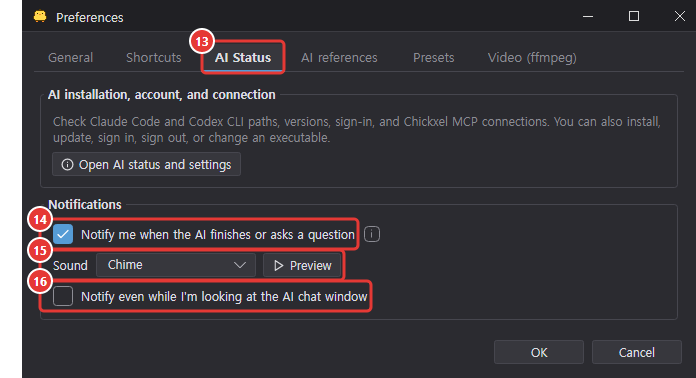 Preferences
13
General Shortcuts AI Status AI references Presets Video (ffmpeg)
AI installation, account, and connection
Check Claude Code and Codex CLI paths, versions, sign-in, and Chickxel MCP connections. You can also install,
update, sign in, sign out, or change an executable.
Open AI status and settings
Notifications
14
Notify me when the AI finishes or asks a question
15
Sound Chime Preview
16
Notify even while I'm looking at the AI chat window
OK Cancel